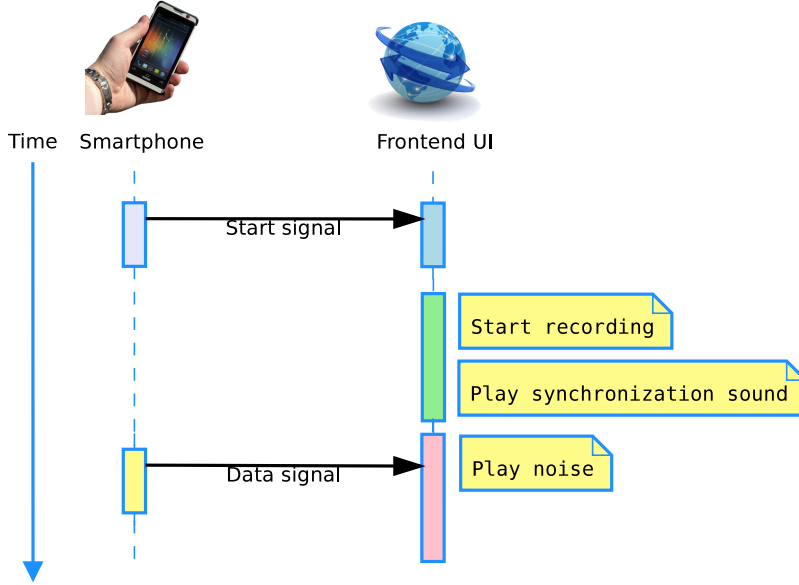 Time
Smartphone
Frontend UI
Start signal
Start recording
Play synchronization sound
Data signal
Play noise